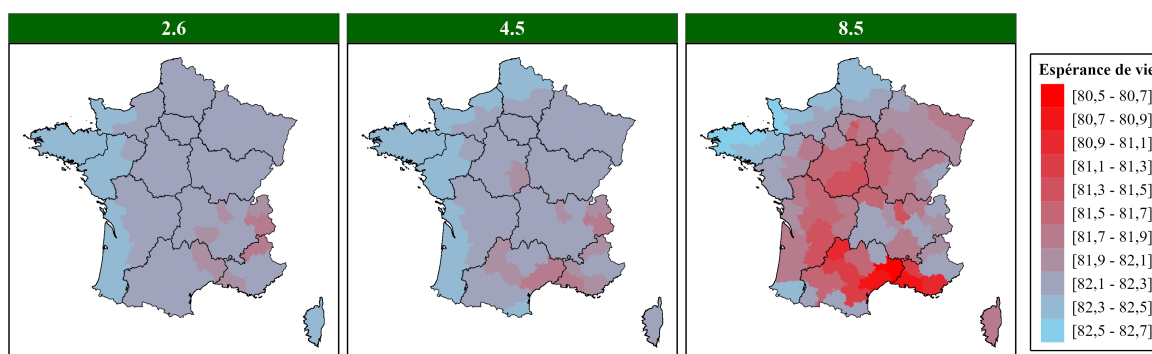 2.6
4.5
8.5
Espérance de vie
[80,5 - 80,7]
[80,7 - 80,9]
[80,9 - 81,1]
[81,1 - 81,3]
[81,3 - 81,5]
[81,5 - 81,7]
[81,7 - 81,9]
[81,9 - 82,1]
[82,1 - 82,3]
[82,3 - 82,5]
[82,5 - 82,7]